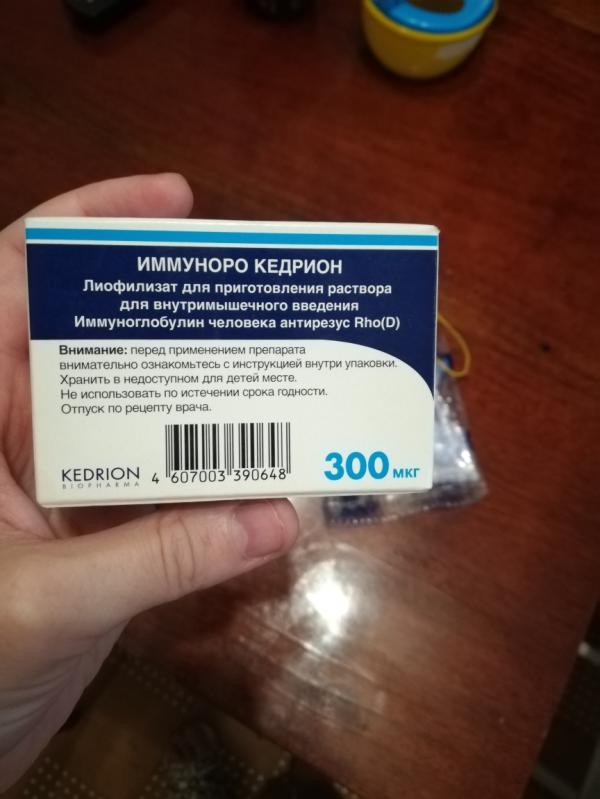 ИММУНОРО КЕДРИОН
Лиофилизат для приготовления раствора
для внутримышечного введения
Иммуноглобулин человека антирезус Rho(D)
Внимание: перед применением препарата
внимательно ознакомьтесь с инструкцией внутри упаковки.
Хранить в недоступном для детей месте.
Не использовать по истечении срока годности.
Отпуск по рецепту врача.
KEDRION
BIOPHARMA
4 607003 390648
300 мкг